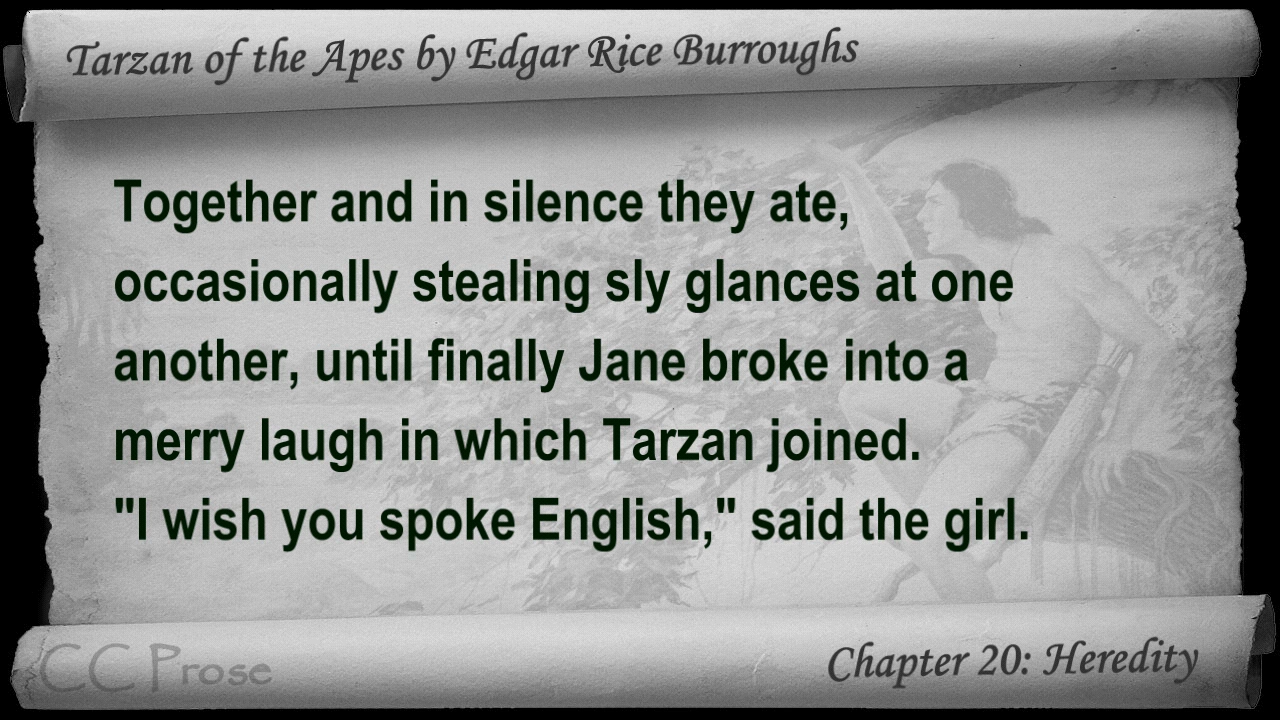 Tarzan of the Apes by Edgar Rice Burroughs
Together and in silence they ate,
occasionally stealing sly glances at one
another, until finally Jane broke into a
merry laugh in which Tarzan joined.
"I wish you spoke English," said the girl.
CC Prose
Chapter 20: Heredity